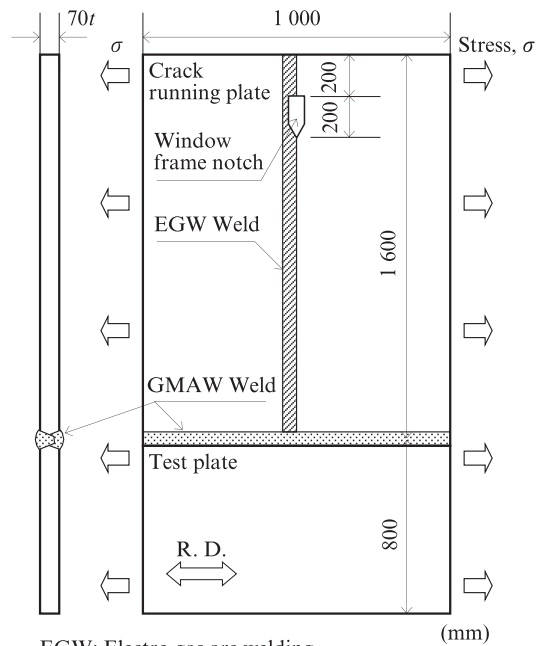 70t
1 000
σ
Stress, σ
Crack
running plate
200
200
Window
frame notch
EGW Weld
1 600
GMAW Weld
Test plate
800
R. D.
(mm)